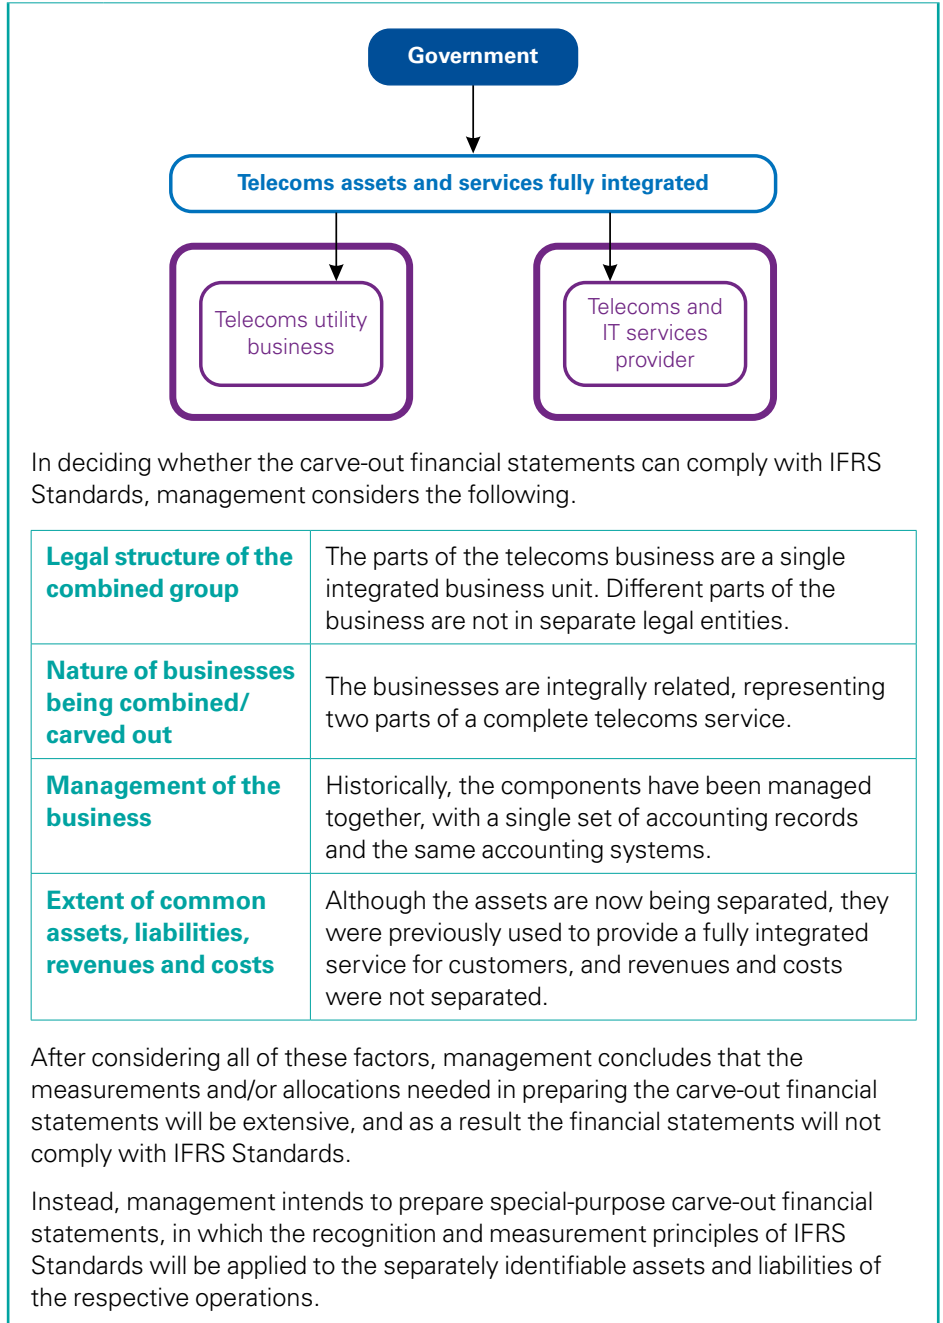 Government
Telecoms assets and services fully integrated
Telecoms utility
business
Telecoms and
IT services
provider
In deciding whether the carve-out financial statements can comply with IFRS
Standards, management considers the following.
Legal structure of the
combined group
The parts of the telecoms business are a single
integrated business unit. Different parts of the
business are not in separate legal entities.
Nature of businesses
being combined/
carved out
The businesses are integrally related, representing
two parts of a complete telecoms service.
Management of the
business
Historically, the components have been managed
together, with a single set of accounting records
and the same accounting systems.
Extent of common
assets, liabilities,
revenues and costs
Although the assets are now being separated, they
were previously used to provide a fully integrated
service for customers, and revenues and costs
were not separated.
After considering all of these factors, management concludes that the
measurements and/or allocations needed in preparing the carve-out financial
statements will be extensive, and as a result the financial statements will not
comply with IFRS Standards.
Instead, management intends to prepare special-purpose carve-out financial
statements, in which the recognition and measurement principles of IFRS
Standards will be applied to the separately identifiable assets and liabilities of
the respective operations.